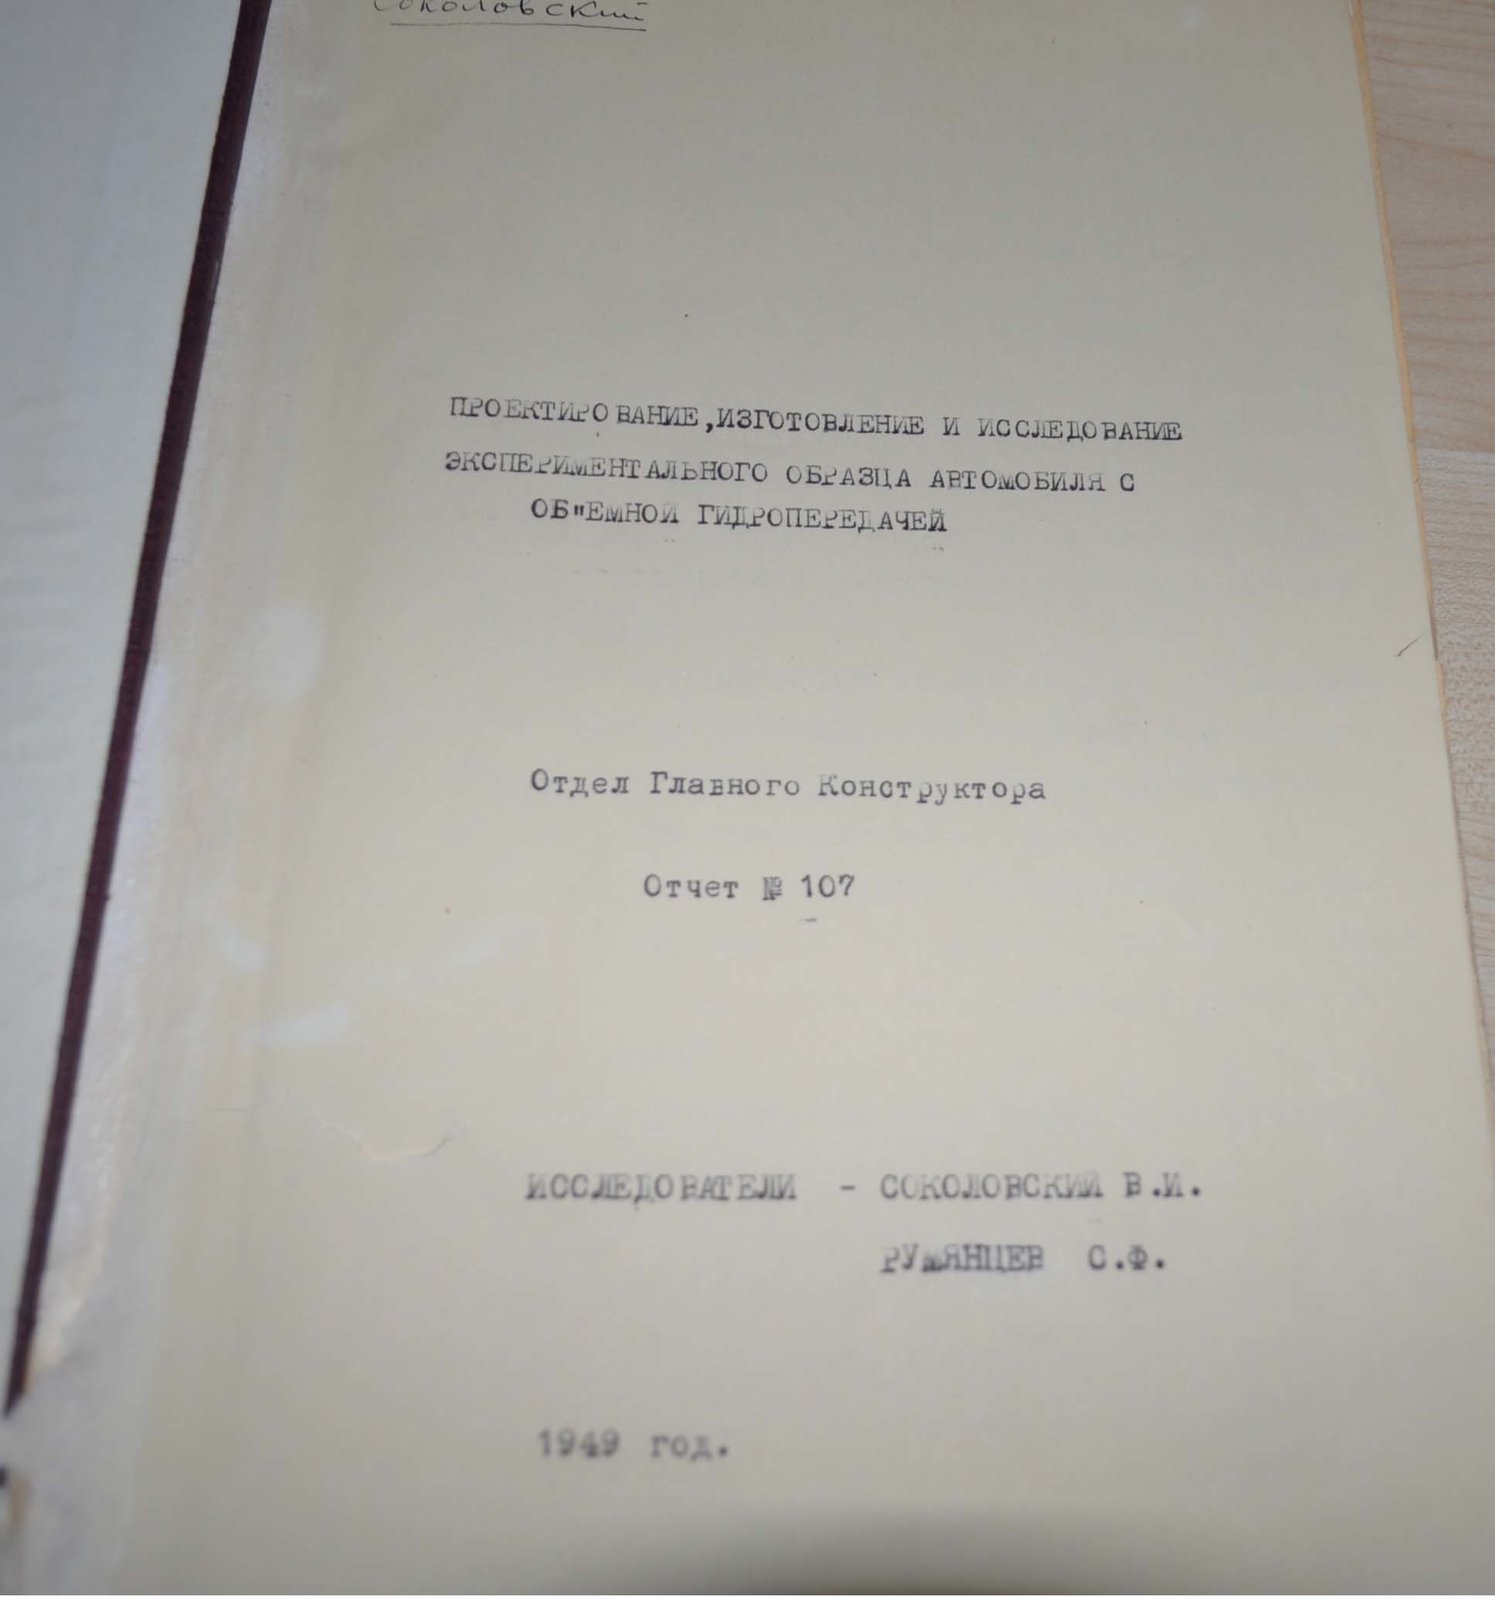 Соколовский
ПРОЕКТИРОВАНИЕ,ИЗГОТОВЛЕНИЕ И ИССЛЕДОВАНИЕ
ЭКСПЕРИМЕНТАЛЬНОГО ОБРАЗЦА АВТОМОБИЛЯ С
ОБ"ЕМНОЙ ГИДРОПЕРЕДАЧЕЙ
Отдел Главного Конструктора
Отчет № 107
ИССЛЕДОВАТЕЛИ - СОКОЛОВСКИЙ В.И.
РУМЯНЦЕВ С.Ф.
1949 год.